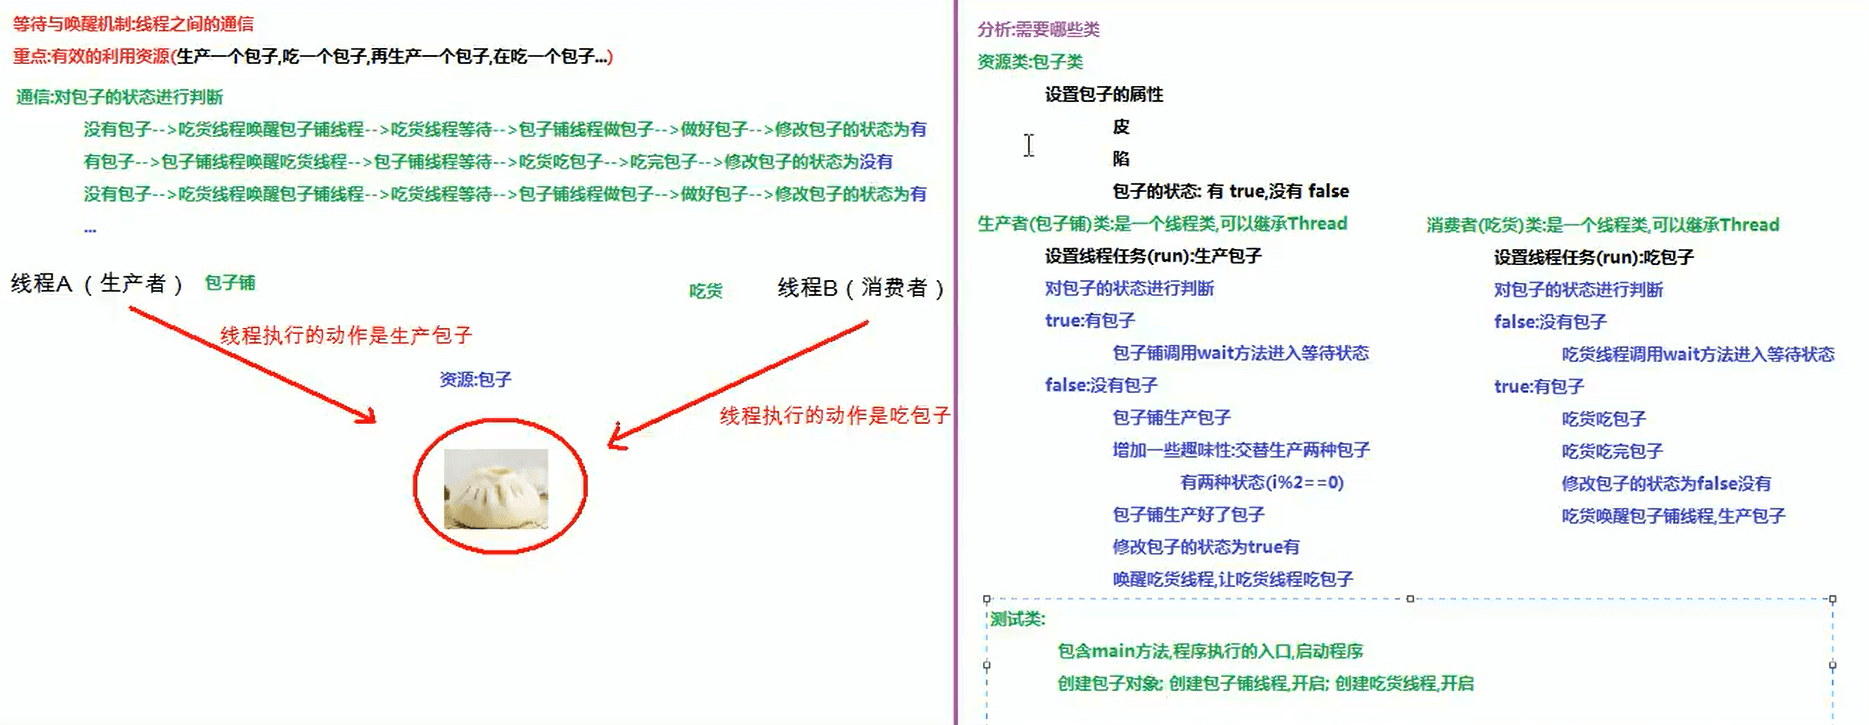 等待与唤醒机制:线程之间的通信
重点:有效的利用资源(生产一个包子,吃一个包子,再生产一个包子,在吃一个包子...)
通信:对包子的状态进行判断
没有包子-->吃货线程唤醒包子铺线程-->吃货线程等待-->包子铺线程做包子-->做好包子-->修改包子的状态为有
有包子-->包子铺线程唤醒吃货线程-->包子铺线程等待-->吃货吃包子-->吃完包子-->修改包子的状态为没有
没有包子-->吃货线程唤醒包子铺线程-->吃货线程等待-->包子铺线程做包子-->做好包子-->修改包子的状态为有
...
线程A（生产者） 包子铺
吃货 线程B（消费者）
线程执行的动作是生产包子
资源:包子
线程执行的动作是吃包子
分析:需要哪些类
资源类:包子类
设置包子的属性
皮
陷
包子的状态: 有 true,没有 false
生产者(包子铺)类:是一个线程类,可以继承Thread
设置线程任务(run):生产包子
对包子的状态进行判断
true:有包子
包子铺调用wait方法进入等待状态
false:没有包子
包子铺生产包子
增加一些趣味性:交替生产两种包子
有两种状态(i%2==0)
包子铺生产好了包子
修改包子的状态为true有
唤醒吃货线程,让吃货线程吃包子
消费者(吃货)类:是一个线程类,可以继承Thread
设置线程任务(run):吃包子
对包子的状态进行判断
false:没有包子
吃货线程调用wait方法进入等待状态
true:有包子
吃货吃包子
吃货吃完包子
修改包子的状态为false没有
吃货唤醒包子铺线程,生产包子
测试类:
包含main方法,程序执行的入口,启动程序
创建包子对象; 创建包子铺线程,开启; 创建吃货线程,开启